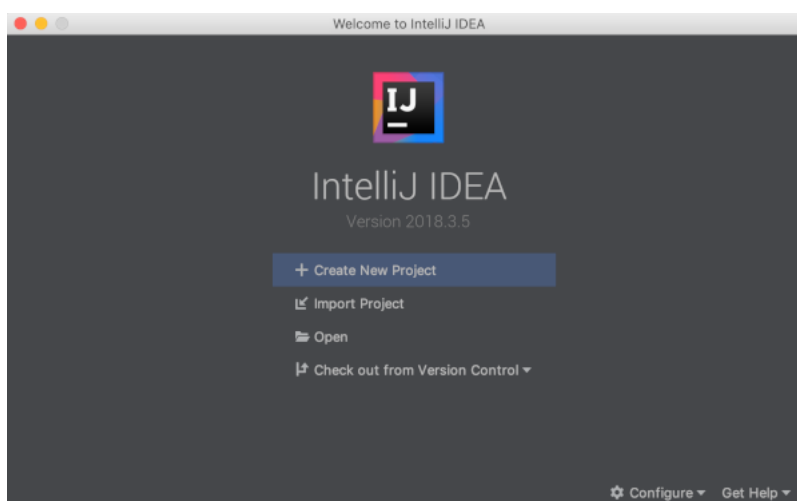 Welcome to IntelliJ IDEA
IJ
IntelliJ IDEA
Version 2018.3.5
Create New Project
Import Project
Open
Check out from Version Control
Configure Get Help